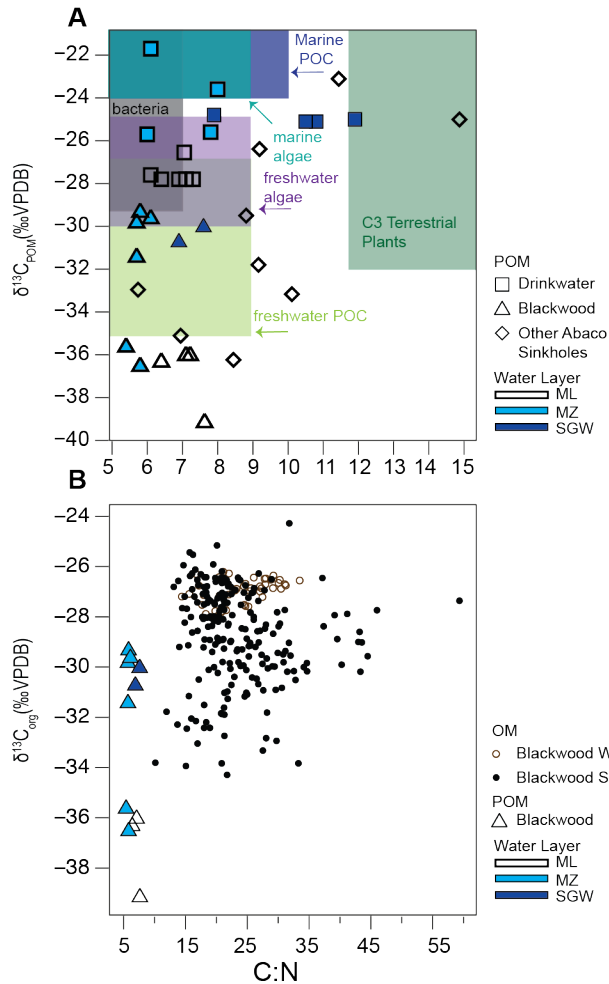 A
−22
−24
−26
−28
−30
−32
−34
−36
−38
−40
δ¹³C_POM (‰VPDB)
Marine
POC
bacteria
marine
algae
freshwater
algae
C3 Terrestrial
Plants
freshwater POC
5 6 7 8 9 10 11 12 13 14 15
POM
Drinkwater
Blackwood
Other Abaco
Sinkholes
Water Layer
ML
MZ
SGW
B
−24
−26
−28
−30
−32
−34
−36
−38
δ¹³C_org (‰VPDB)
5 15 25 35 45 55
C:N
OM
Blackwood W
Blackwood S
POM
Blackwood
Water Layer
ML
MZ
SGW